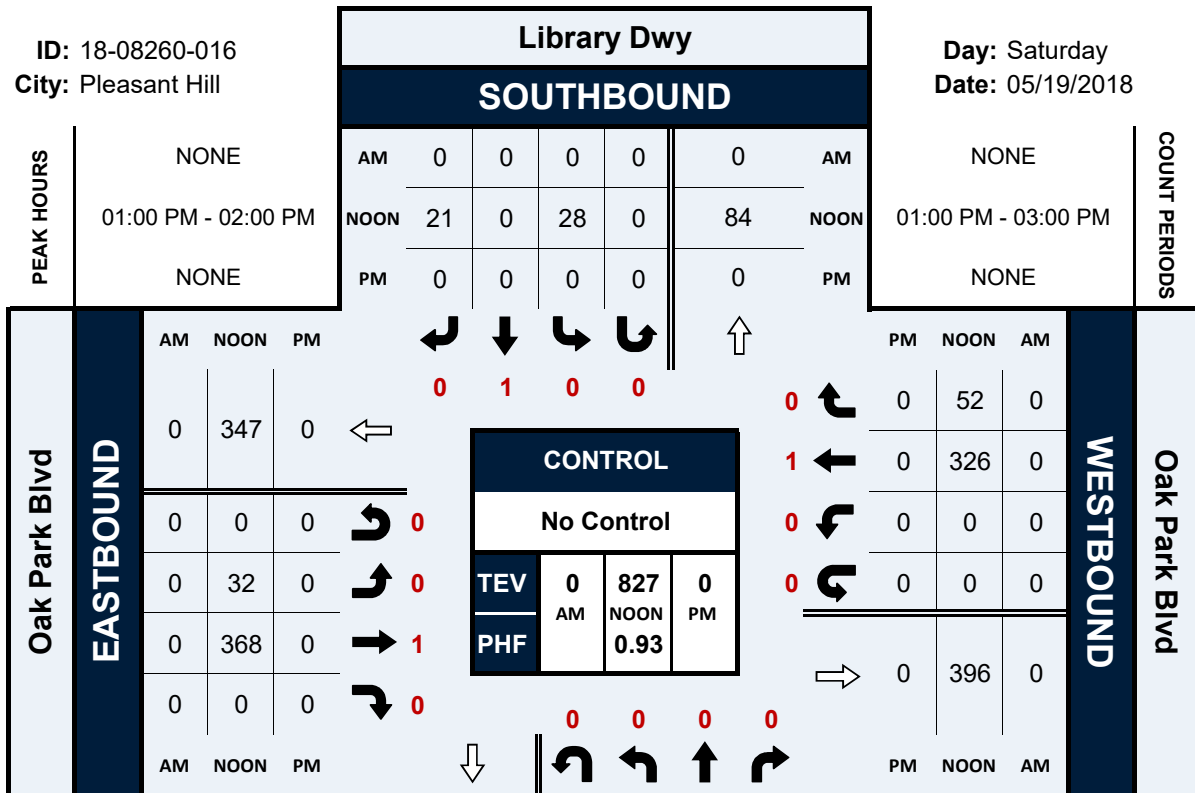 Library Dwy
ID: 18-08260-016
Day: Saturday
City: Pleasant Hill
Date: 05/19/2018
SOUTHBOUND
PEAK HOURS
NONE
AM 0 0 0 0 0 AM
NONE
COUNT PERIODS
01:00 PM - 02:00 PM
NOON 21 0 28 0 84 NOON
01:00 PM - 03:00 PM
NONE
PM 0 0 0 0 0 PM
NONE
Oak Park Blvd
EASTBOUND
AM NOON PM
0 347 0
0 0 0 0
0 32 0 0
0 368 0 1
0 0 0 0
AM NOON PM
0 1 0 0
CONTROL
No Control
TEV 0 827 0
AM NOON PM
PHF 0.93
0 0 0 0
PM NOON AM
0 0 52 0
1 0 326 0
0 0 0 0
0 0 0 0
0 396 0
PM NOON AM
WESTBOUND
Oak Park Blvd